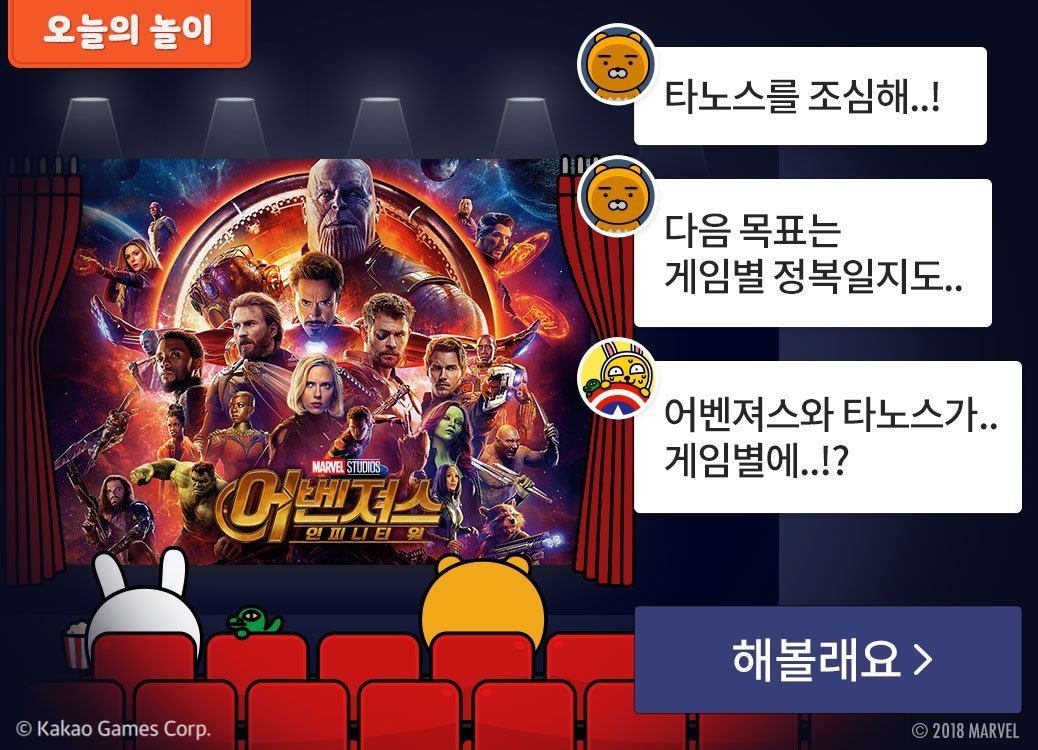 오늘의 놀이
타노스를 조심해..!
다음 목표는
게임별 정복일지도..
어벤져스와 타노스가..
게임별에..!?
MARVEL STUDIOS
어벤져스
인피니티 워
해볼래요 >
© Kakao Games Corp.
© 2018 MARVEL